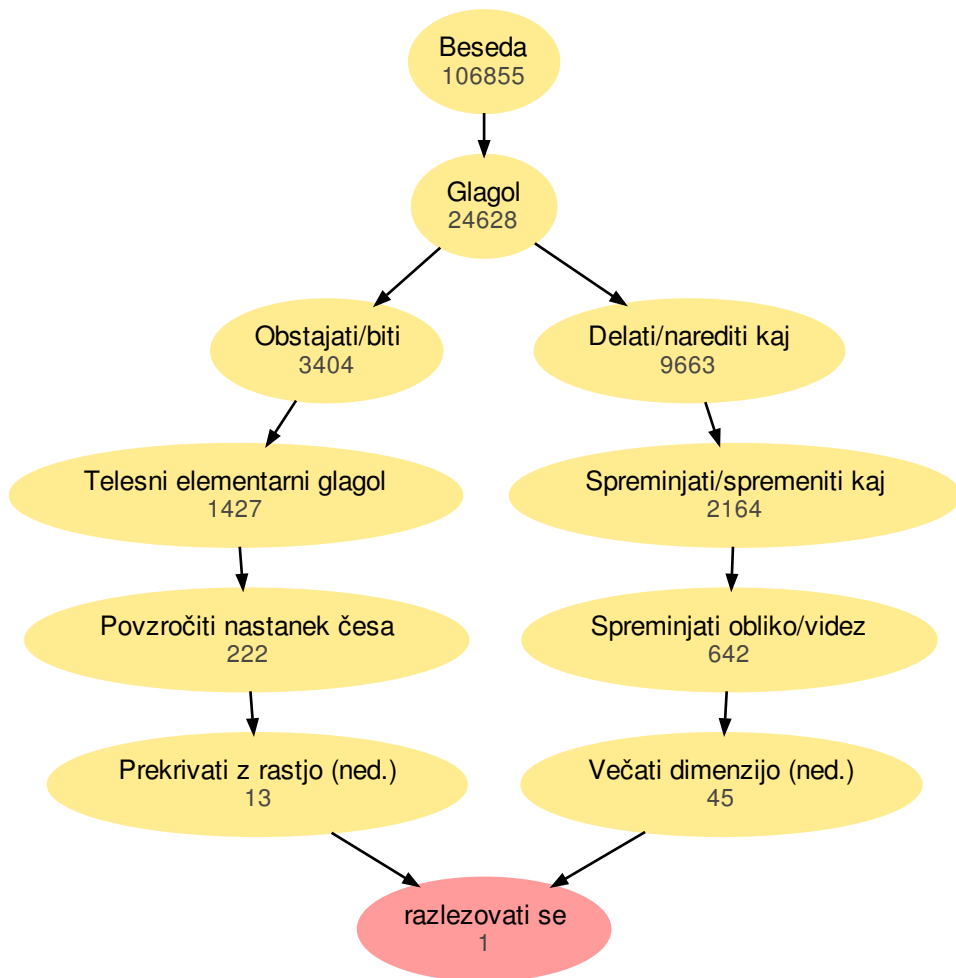 Beseda
106855
Glagol
24628
Obstajati/biti
3404
Delati/narediti kaj
9663
Telesni elementarni glagol
1427
Spreminjati/spremeniti kaj
2164
Povzročiti nastanek česa
222
Spreminjati obliko/videz
642
Prekrivati z rastjo (ned.)
13
Večati dimenzijo (ned.)
45
razlezovati se
1